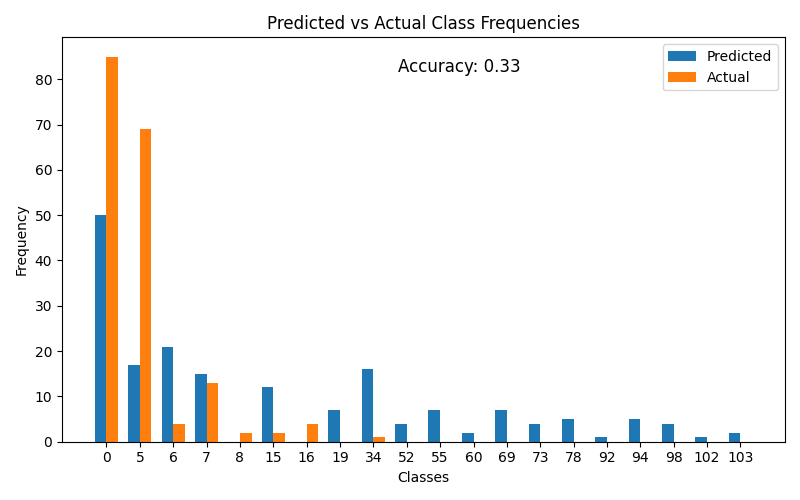 Predicted vs Actual Class Frequencies
Accuracy: 0.33
Predicted
Actual
Frequency
80
70
60
50
40
30
20
10
0
0 5 6 7 8 15 16 19 34 52 55 60 69 73 78 92 94 98 102 103
Classes